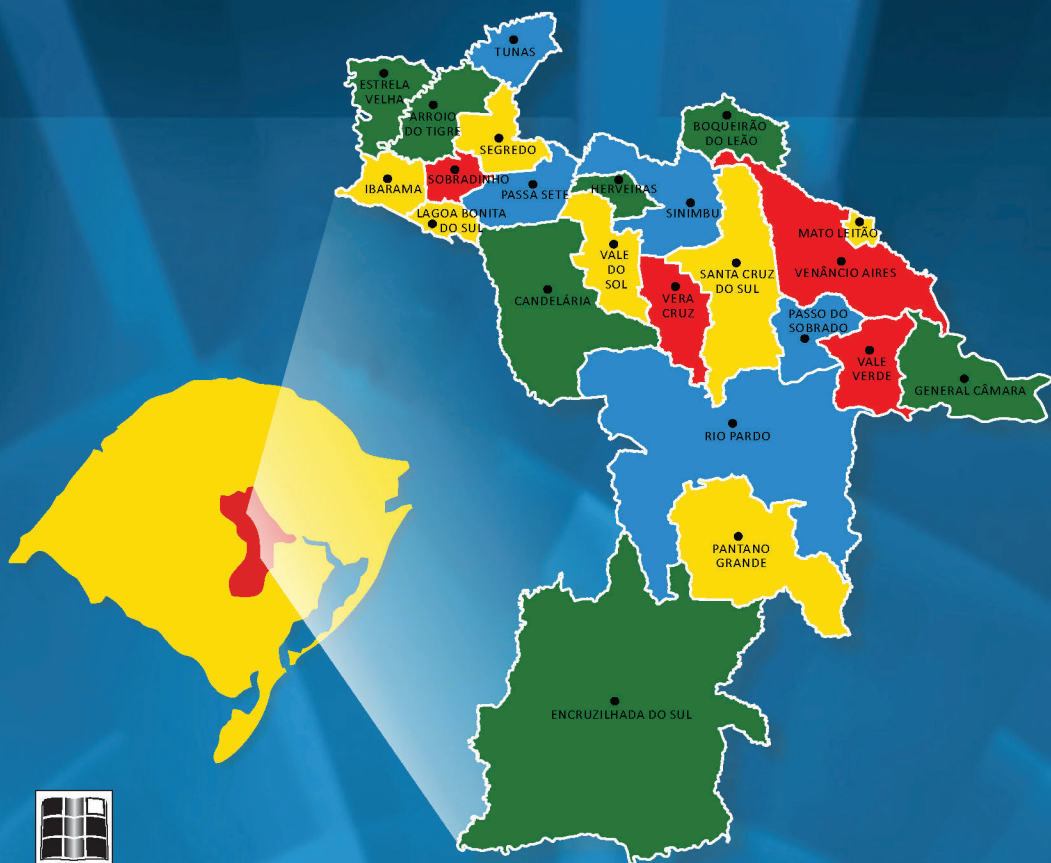 TUNAS
ESTRELA
VELHA
ARROIO
DO TIGRE
BOQUEIRÃO
DO LEÃO
SEGREDO
SOBRADINHO
IBARAMA
PASSA SETE
HERVEIRAS
SINIMBU
LAGOA BONITA
DO SUL
MATO LEITÃO
VALE
DO
SOL
SANTA CRUZ
DO SUL
VENÂNCIO AIRES
CANDELÁRIA
VERA
CRUZ
PASSO DO
SOBRADO
VALE
VERDE
GENERAL CÂMARA
RIO PARDO
PANTANO
GRANDE
ENCRUZILHADA DO SUL